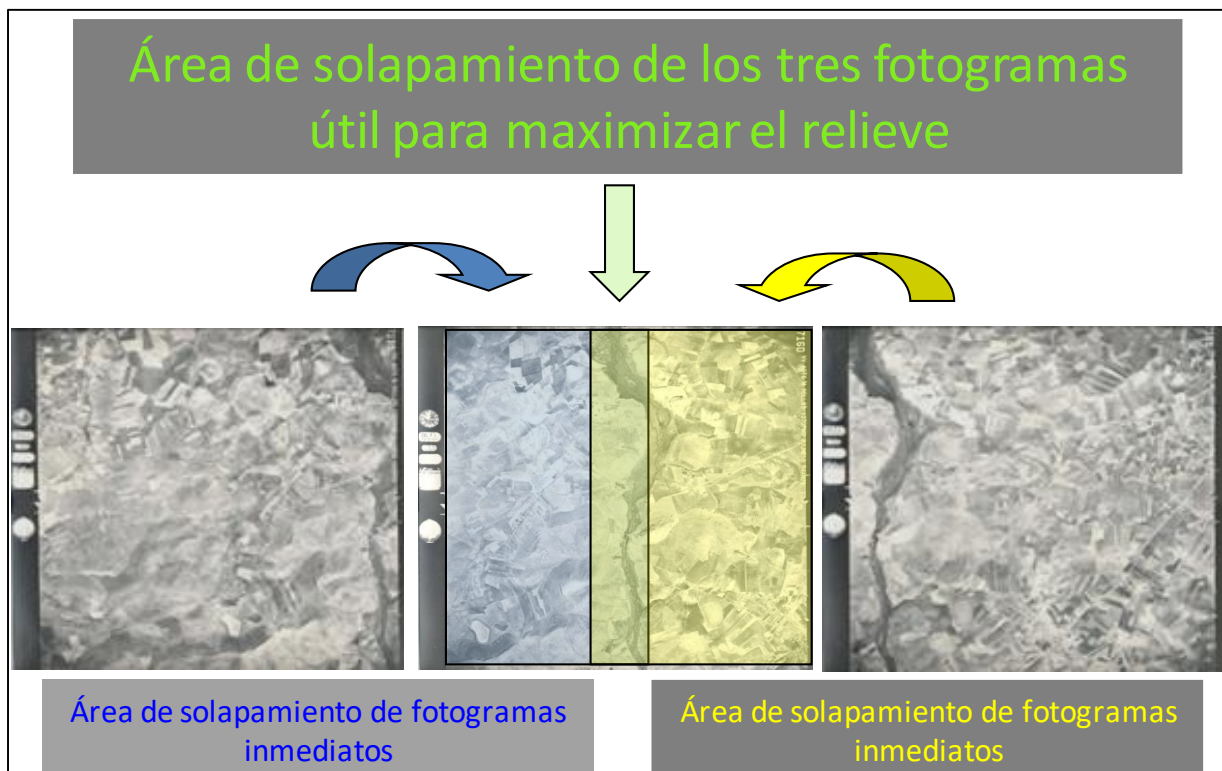 Área de solapamiento de los tres fotogramas
útil para maximizar el relieve
Área de solapamiento de fotogramas
inmediatos
Área de solapamiento de fotogramas
inmediatos